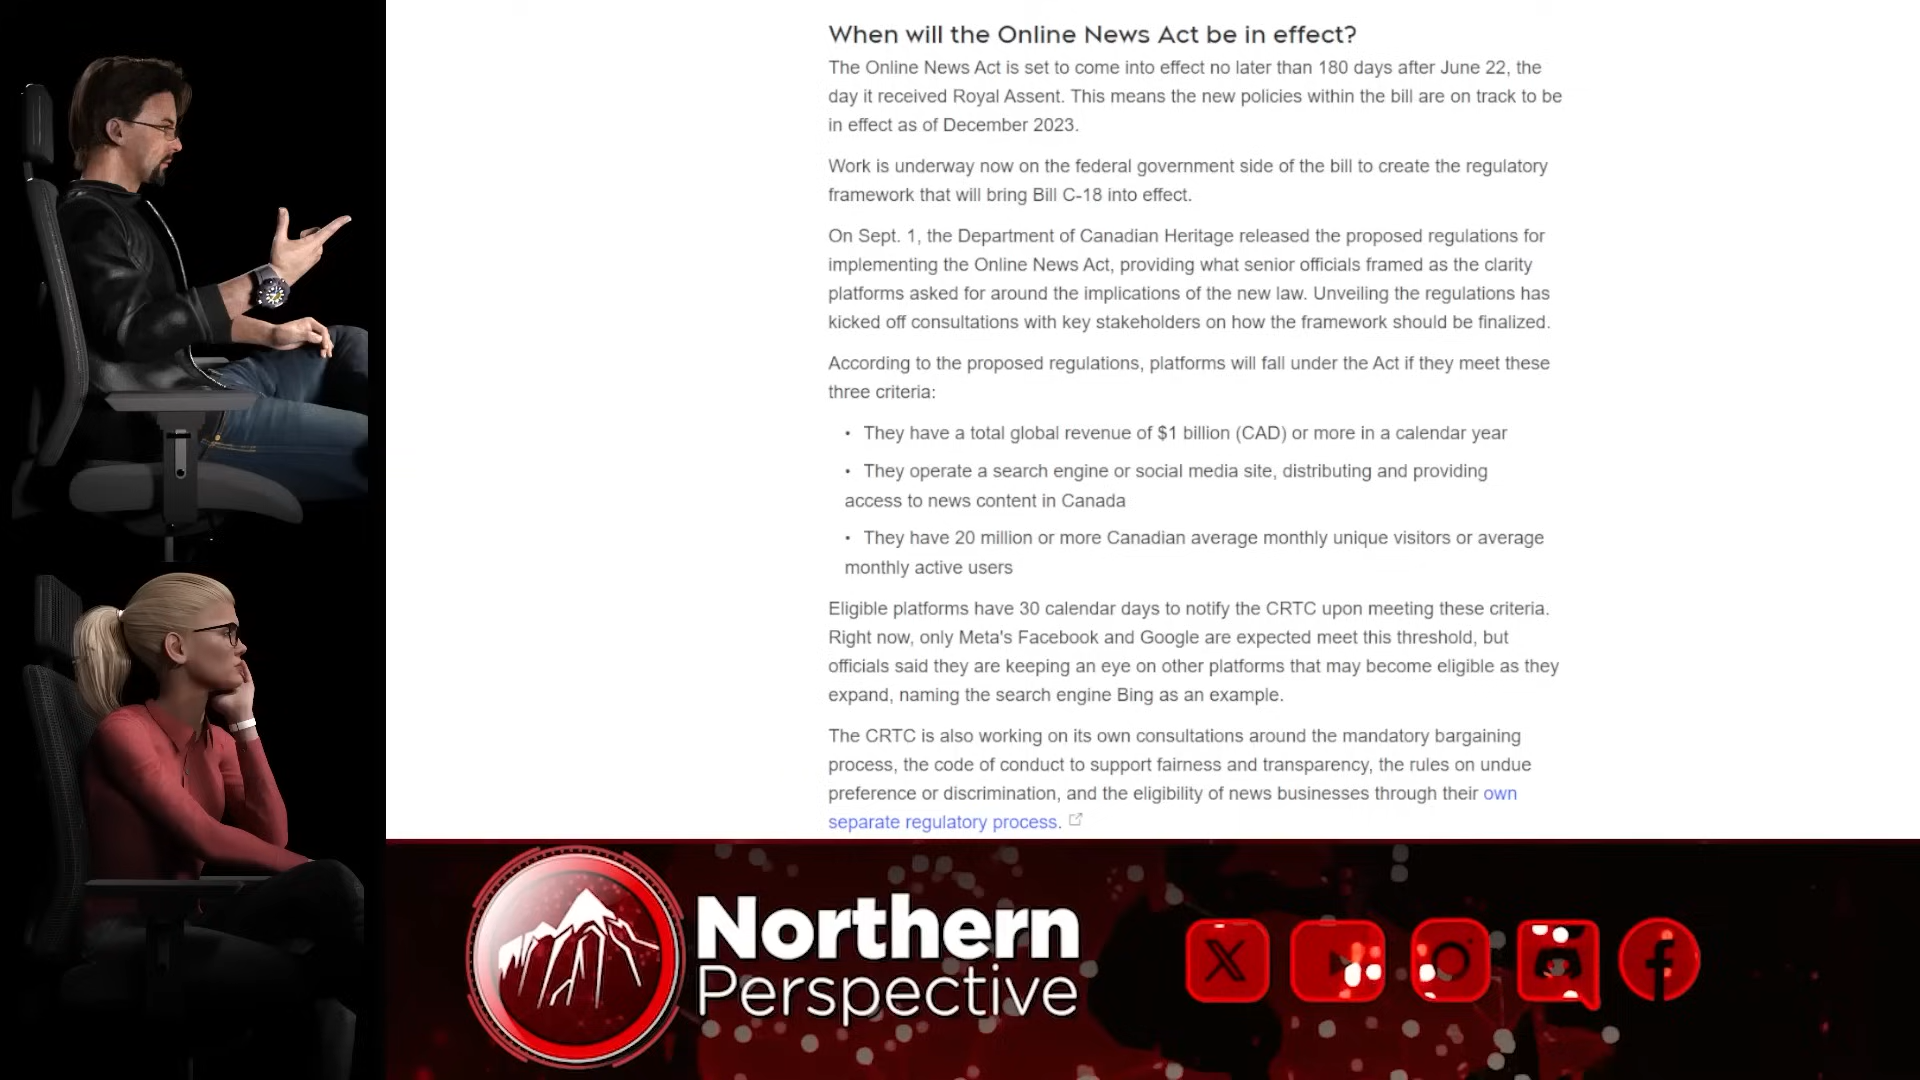 When will the Online News Act be in effect?
The Online News Act is set to come into effect no later than 180 days after June 22, the
day it received Royal Assent. This means the new policies within the bill are on track to be
in effect as of December 2023.
Work is underway now on the federal government side of the bill to create the regulatory
framework that will bring Bill C-18 into effect.
On Sept. 1, the Department of Canadian Heritage released the proposed regulations for
implementing the Online News Act, providing what senior officials framed as the clarity
platforms asked for around the implications of the new law. Unveiling the regulations has
kicked off consultations with key stakeholders on how the framework should be finalized.
According to the proposed regulations, platforms will fall under the Act if they meet these
three criteria:
• They have a total global revenue of $1 billion (CAD) or more in a calendar year
• They operate a search engine or social media site, distributing and providing
access to news content in Canada
• They have 20 million or more Canadian average monthly unique visitors or average
monthly active users
Eligible platforms have 30 calendar days to notify the CRTC upon meeting these criteria.
Right now, only Meta's Facebook and Google are expected meet this threshold, but
officials said they are keeping an eye on other platforms that may become eligible as they
expand, naming the search engine Bing as an example.
The CRTC is also working on its own consultations around the mandatory bargaining
process, the code of conduct to support fairness and transparency, the rules on undue
preference or discrimination, and the eligibility of news businesses through their own
separate regulatory process.
Northern
Perspective